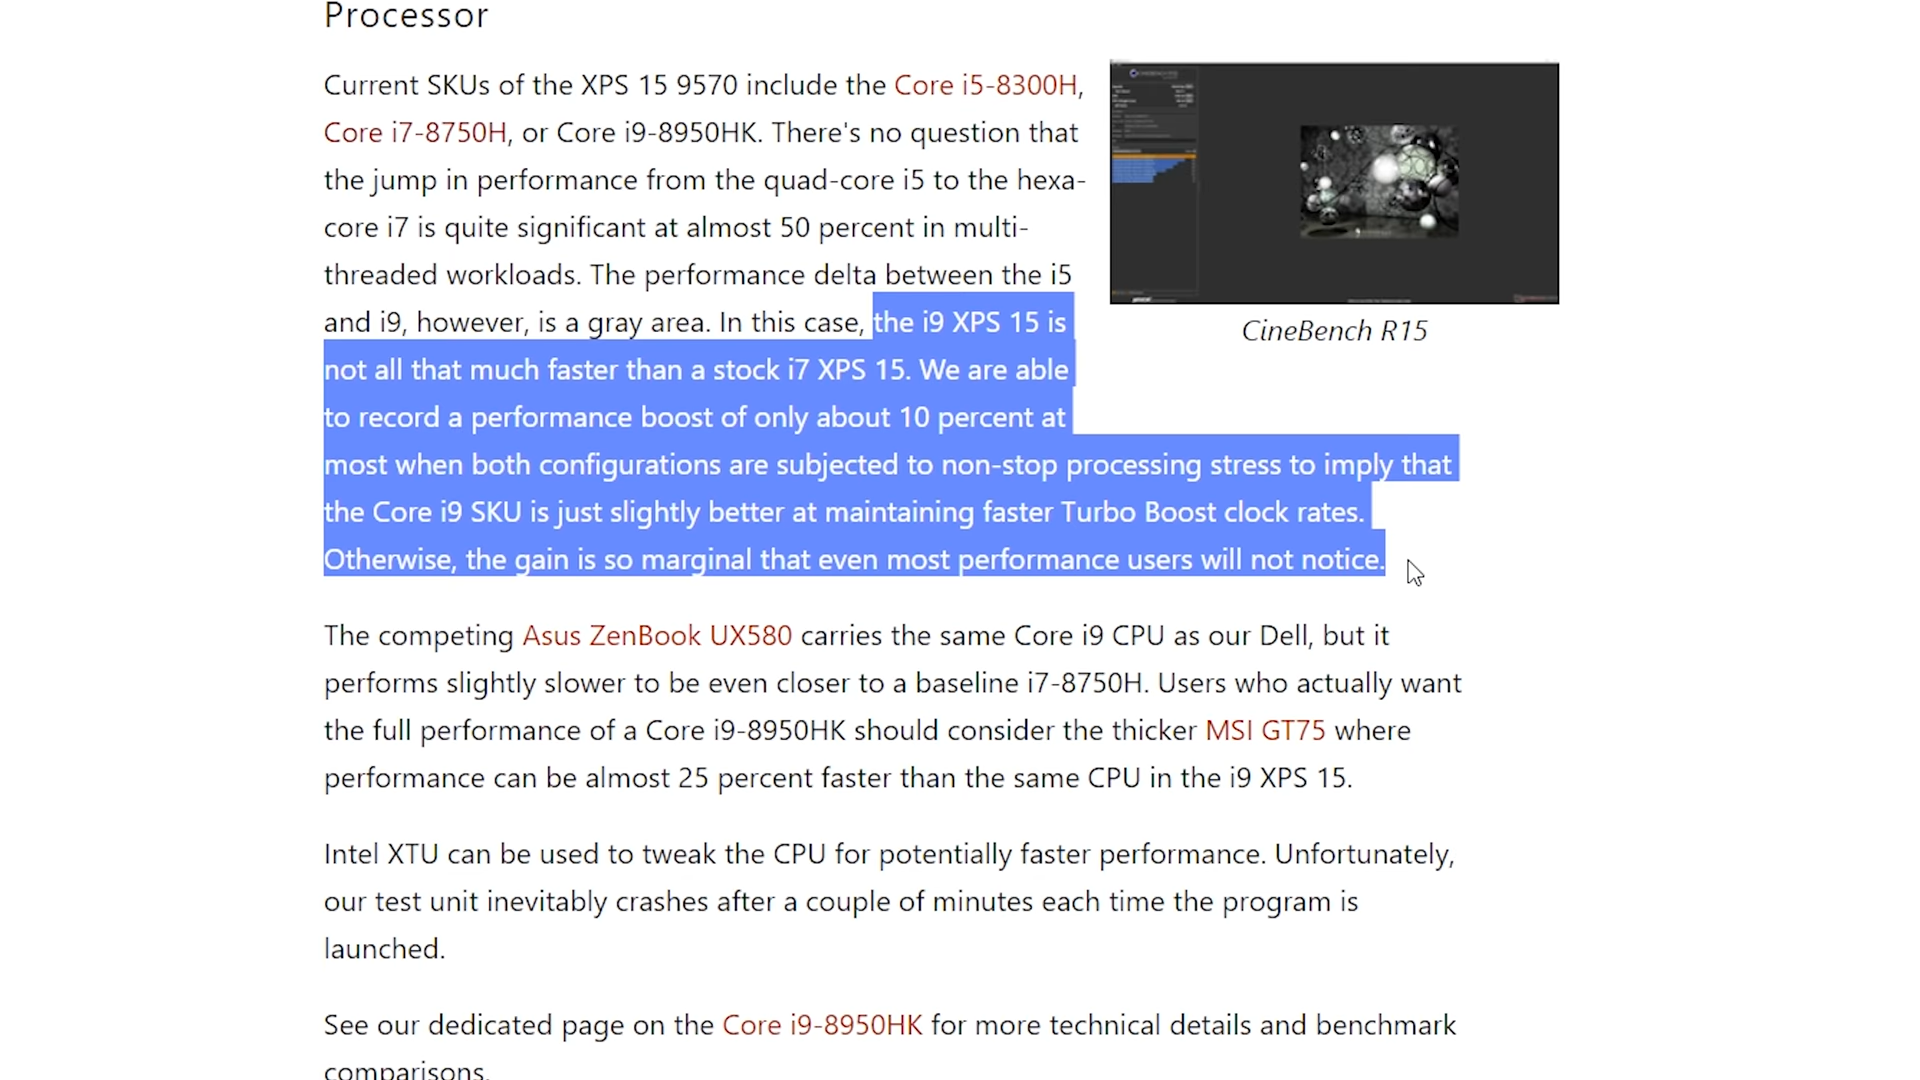 Processor
Current SKUs of the XPS 15 9570 include the Core i5-8300H,
Core i7-8750H, or Core i9-8950HK. There's no question that
the jump in performance from the quad-core i5 to the hexa-
core i7 is quite significant at almost 50 percent in multi-
threaded workloads. The performance delta between the i5
and i9, however, is a gray area. In this case, the i9 XPS 15 is
not all that much faster than a stock i7 XPS 15. We are able
to record a performance boost of only about 10 percent at
most when both configurations are subjected to non-stop processing stress to imply that
the Core i9 SKU is just slightly better at maintaining faster Turbo Boost clock rates.
Otherwise, the gain is so marginal that even most performance users will not notice.
CineBench R15
The competing Asus ZenBook UX580 carries the same Core i9 CPU as our Dell, but it
performs slightly slower to be even closer to a baseline i7-8750H. Users who actually want
the full performance of a Core i9-8950HK should consider the thicker MSI GT75 where
performance can be almost 25 percent faster than the same CPU in the i9 XPS 15.
Intel XTU can be used to tweak the CPU for potentially faster performance. Unfortunately,
our test unit inevitably crashes after a couple of minutes each time the program is
launched.
See our dedicated page on the Core i9-8950HK for more technical details and benchmark
comparisons.